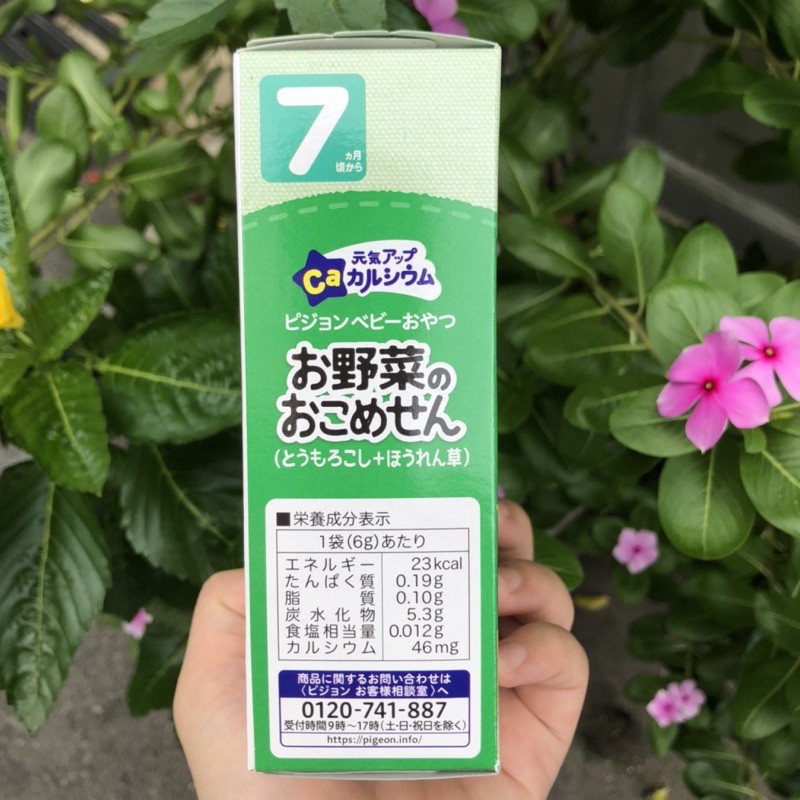 7
ヵ月
頃から
元気アップ
Ca カルシウム
ピジョン ベビーおやつ
お野菜の
おこめせん
(とうもろこし+ほうれん草)
■栄養成分表示
1袋(6g)あたり
エネルギー 23kcal
たんぱく質 0.19g
脂質 0.10g
炭水化物 5.3g
食塩相当量 0.012g
カルシウム 46mg
商品に関するお問い合わせは
〈ピジョン お客様相談室〉へ
0120-741-887
受付時間9時〜17時(土・日・祝日を除く)
https://pigeon.info/